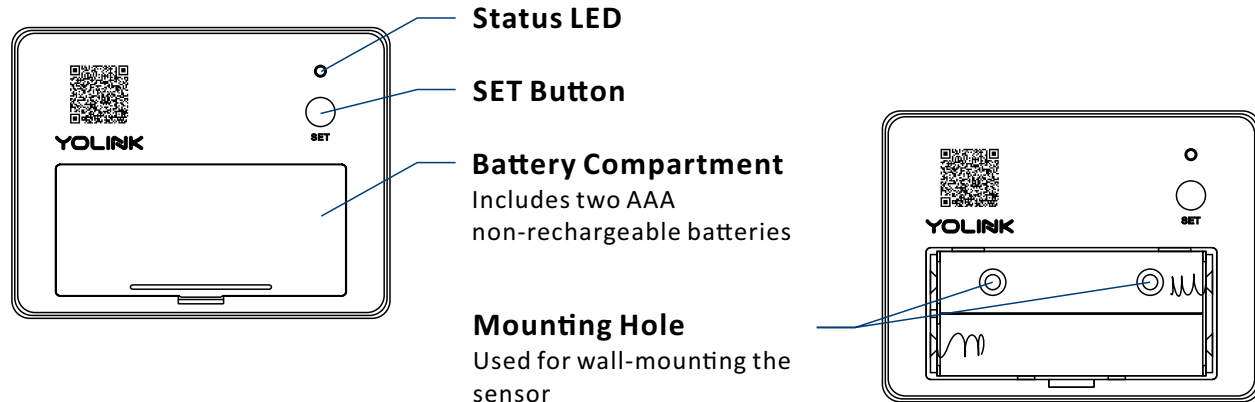 Status LED
SET Button
SET
YOLINK
Battery Compartment
Includes two AAA
non-rechargeable batteries
SET
YOLINK
Mounting Hole
Used for wall-mounting the
sensor